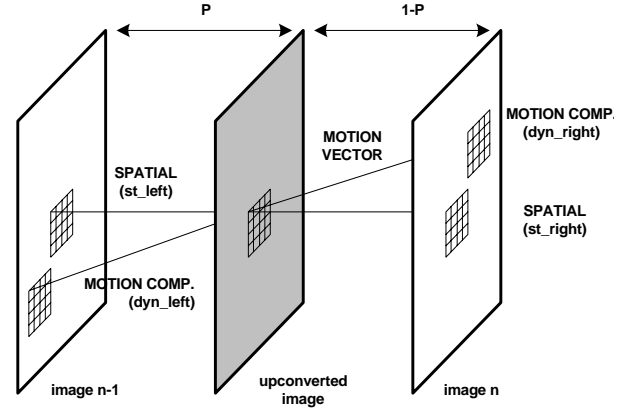 P
1-P
MOTION COMP.
(dyn_right)
MOTION
VECTOR
SPATIAL
(st_left)
SPATIAL
(st_right)
MOTION COMP.
(dyn_left)
image n-1
upconverted
image
image n